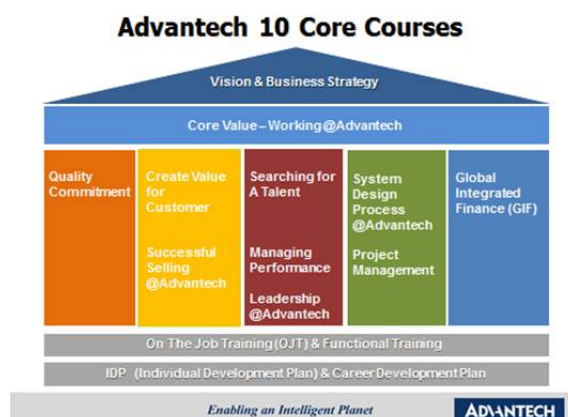 Advantech 10 Core Courses
Vision & Business Strategy
Core Value – Working@Advantech
Quality
Commitment
Create Value
for
Customer
Successful
Selling
@Advantech
Searching for
A Talent
Managing
Performance
Leadership
@Advantech
System
Design
Process
@Advantech
Project
Management
Global
Integrated
Finance (GIF)
On The Job Training(OJT) & Functional Training
IDP (Individual Development Plan) & Career Development Plan
Enabling an Intelligent Planet
ADVANTECH